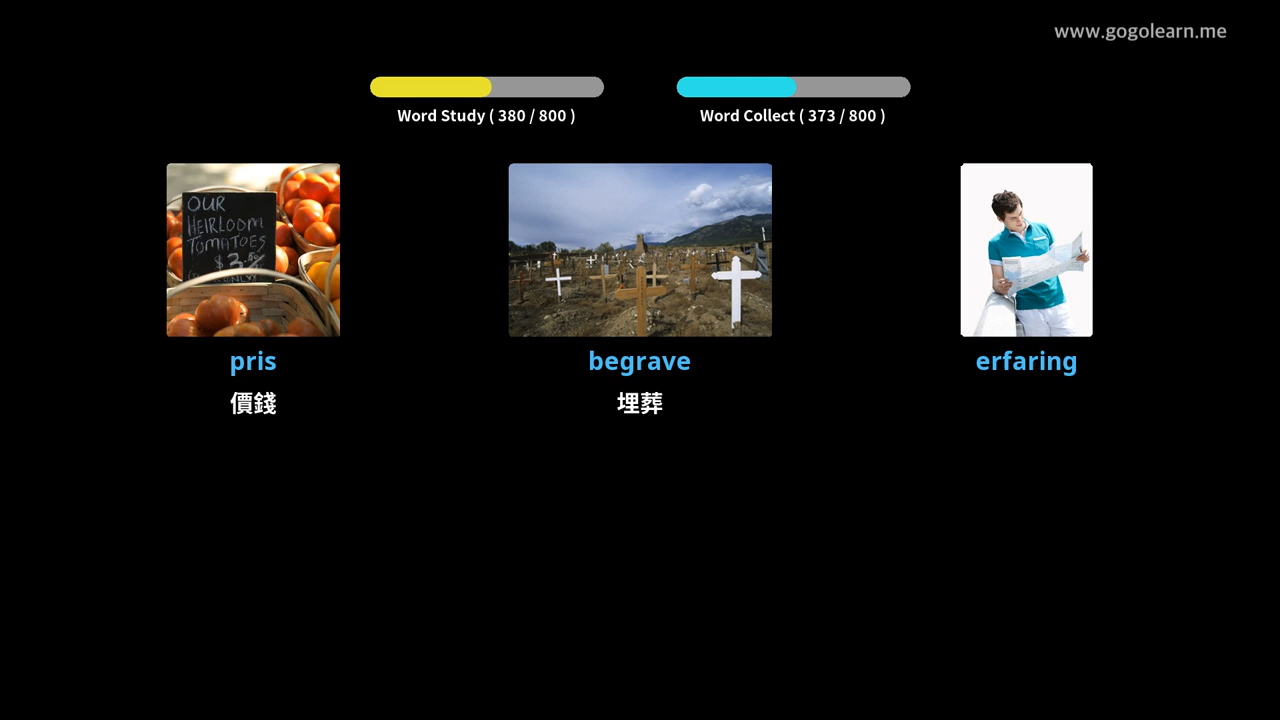 www.gogolearn.me
Word Study ( 380 / 800 )
Word Collect ( 373 / 800 )
OUR
HEIRLOOM
TOMATOES
pris
begrave
erfaring
價錢
埋葬